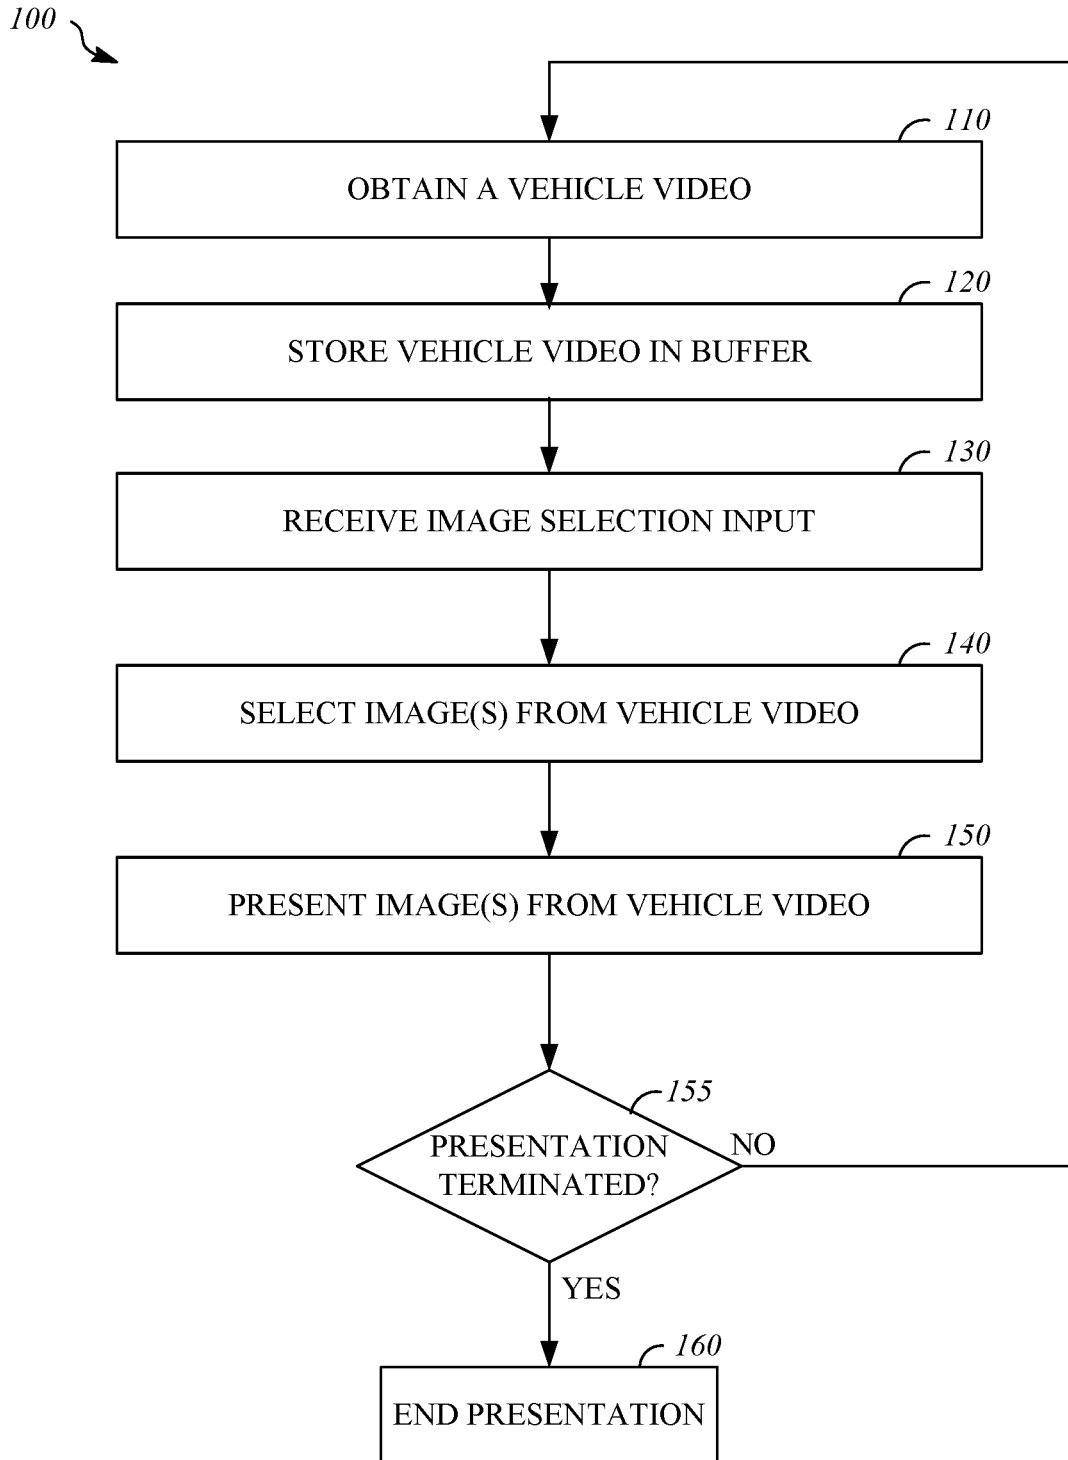 100
110
OBTAIN A VEHICLE VIDEO
120
STORE VEHICLE VIDEO IN BUFFER
130
RECEIVE IMAGE SELECTION INPUT
140
SELECT IMAGE(S) FROM VEHICLE VIDEO
150
PRESENT IMAGE(S) FROM VEHICLE VIDEO
155
PRESENTATION
TERMINATED?
NO
YES
160
END PRESENTATION